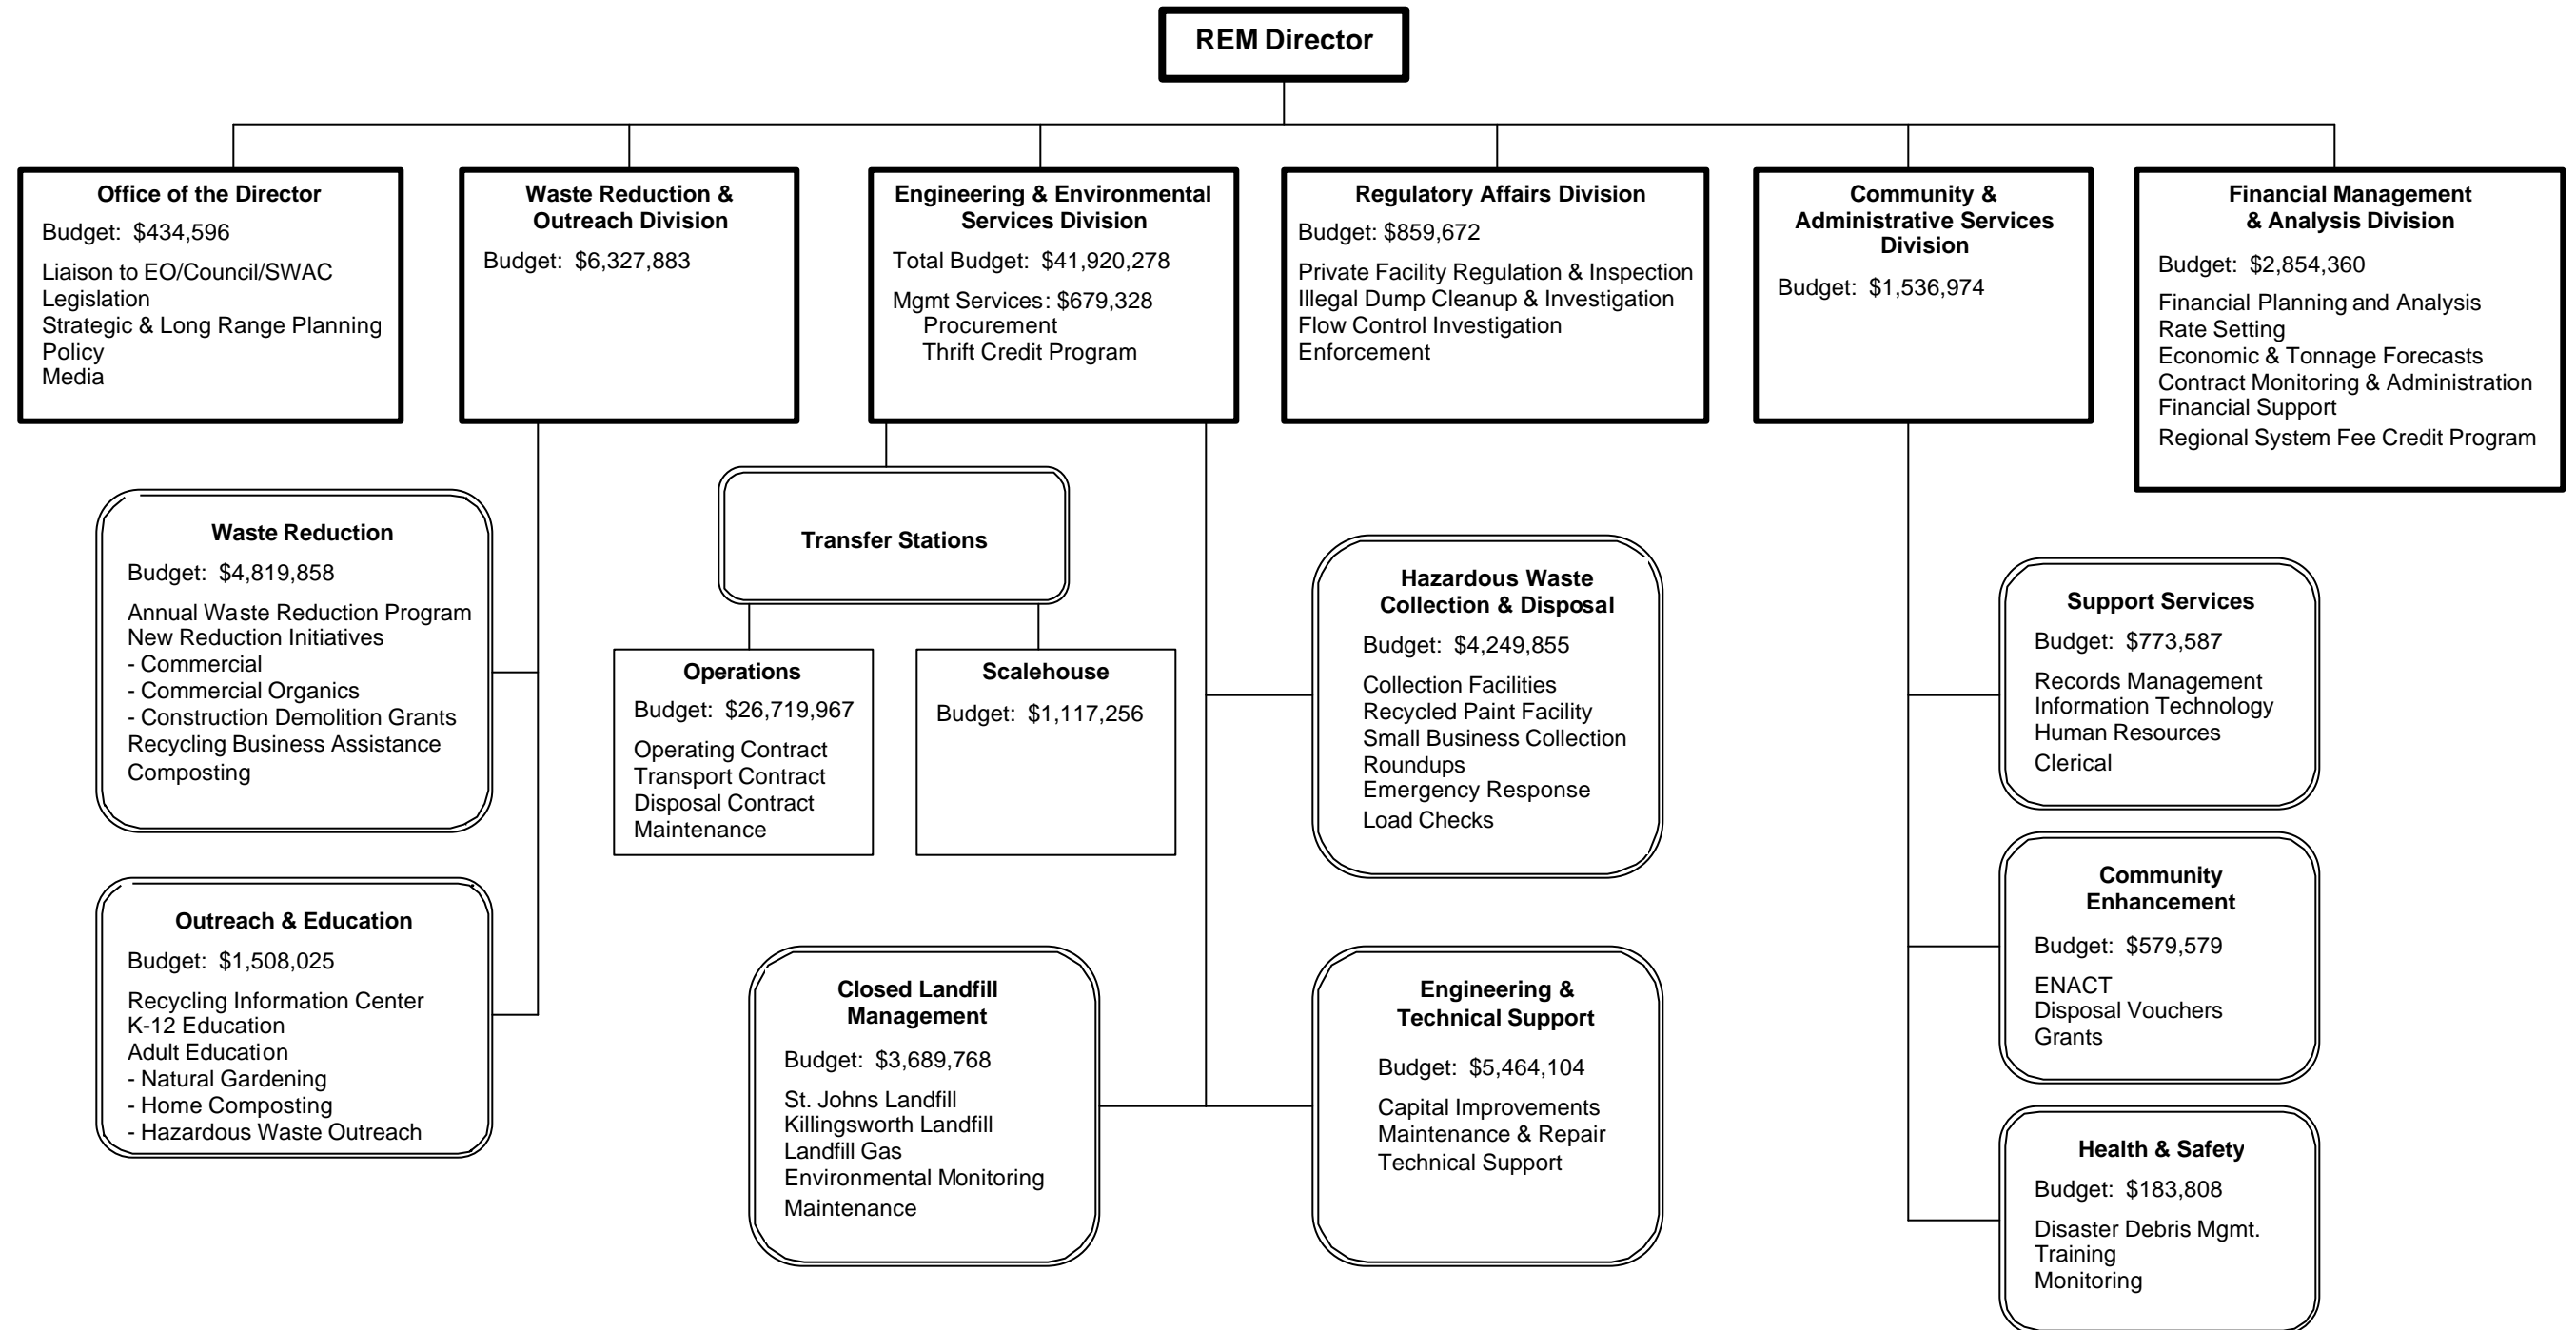 REM Director
Office of the Director
Budget: $434,596
Liaison to EO/Council/SWAC
Legislation
Strategic & Long Range Planning
Policy
Media
Waste Reduction &
Outreach Division
Budget: $6,327,883
Engineering & Environmental
Services Division
Total Budget: $41,920,278
Mgmt Services: $679,328
Procurement
Thrift Credit Program
Regulatory Affairs Division
Budget: $859,672
Private Facility Regulation & Inspection
Illegal Dump Cleanup & Investigation
Flow Control Investigation
Enforcement
Community &
Administrative Services
Division
Budget: $1,536,974
Financial Management
& Analysis Division
Budget: $2,854,360
Financial Planning and Analysis
Rate Setting
Economic & Tonnage Forecasts
Contract Monitoring & Administration
Financial Support
Regional System Fee Credit Program
Waste Reduction
Budget: $4,819,858
Annual Waste Reduction Program
New Reduction Initiatives
- Commercial
- Commercial Organics
- Construction Demolition Grants
Recycling Business Assistance
Composting
Outreach & Education
Budget: $1,508,025
Recycling Information Center
K-12 Education
Adult Education
- Natural Gardening
- Home Composting
- Hazardous Waste Outreach
Transfer Stations
Operations
Budget: $26,719,967
Operating Contract
Transport Contract
Disposal Contract
Maintenance
Scalehouse
Budget: $1,117,256
Hazardous Waste
Collection & Disposal
Budget: $4,249,855
Collection Facilities
Recycled Paint Facility
Small Business Collection
Roundups
Emergency Response
Load Checks
Closed Landfill
Management
Budget: $3,689,768
St. Johns Landfill
Killingsworth Landfill
Landfill Gas
Environmental Monitoring
Maintenance
Engineering &
Technical Support
Budget: $5,464,104
Capital Improvements
Maintenance & Repair
Technical Support
Support Services
Budget: $773,587
Records Management
Information Technology
Human Resources
Clerical
Community
Enhancement
Budget: $579,579
ENACT
Disposal Vouchers
Grants
Health & Safety
Budget: $183,808
Disaster Debris Mgmt.
Training
Monitoring